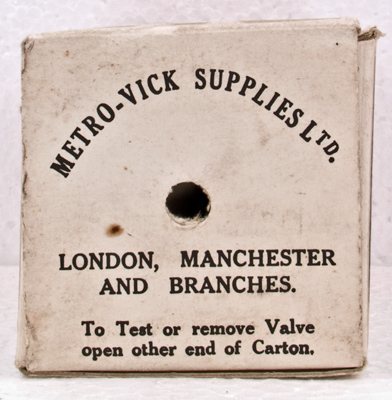 METRO-VICK SUPPLIES LTD.
LONDON, MANCHESTER
AND BRANCHES.
To Test or remove Valve
open other end of Carton.